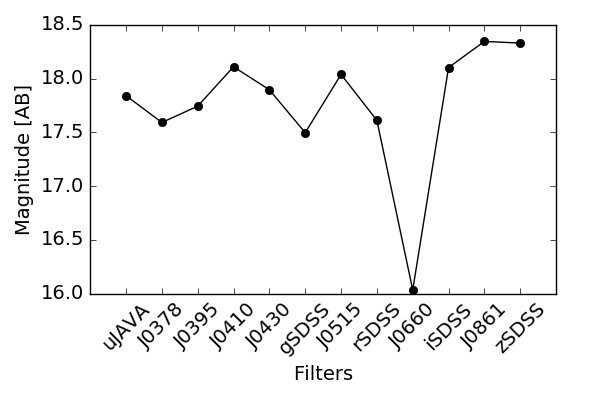 18.5
18.0
17.5
17.0
16.5
16.0
Magnitude [AB]
uJAVA
J0378
J0395
J0410
J0430
gSDSS
J0515
rSDSS
J0660
iSDSS
J0861
zSDSS
Filters